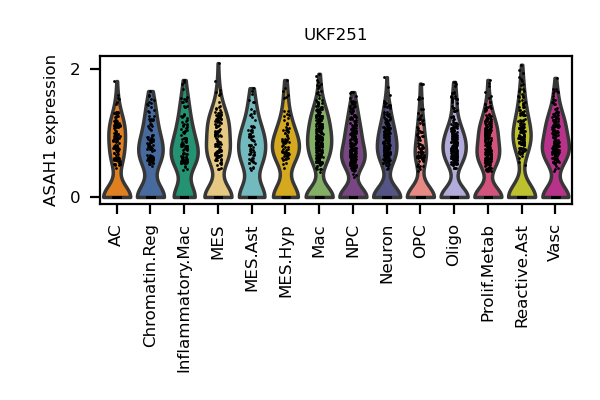 UKF251
ASAH1 expression
2
0
AC
Chromatin.Reg
Inflammatory.Mac
MES
MES.Ast
MES.Hyp
Mac
NPC
Neuron
OPC
Oligo
Prolif.Metab
Reactive.Ast
Vasc